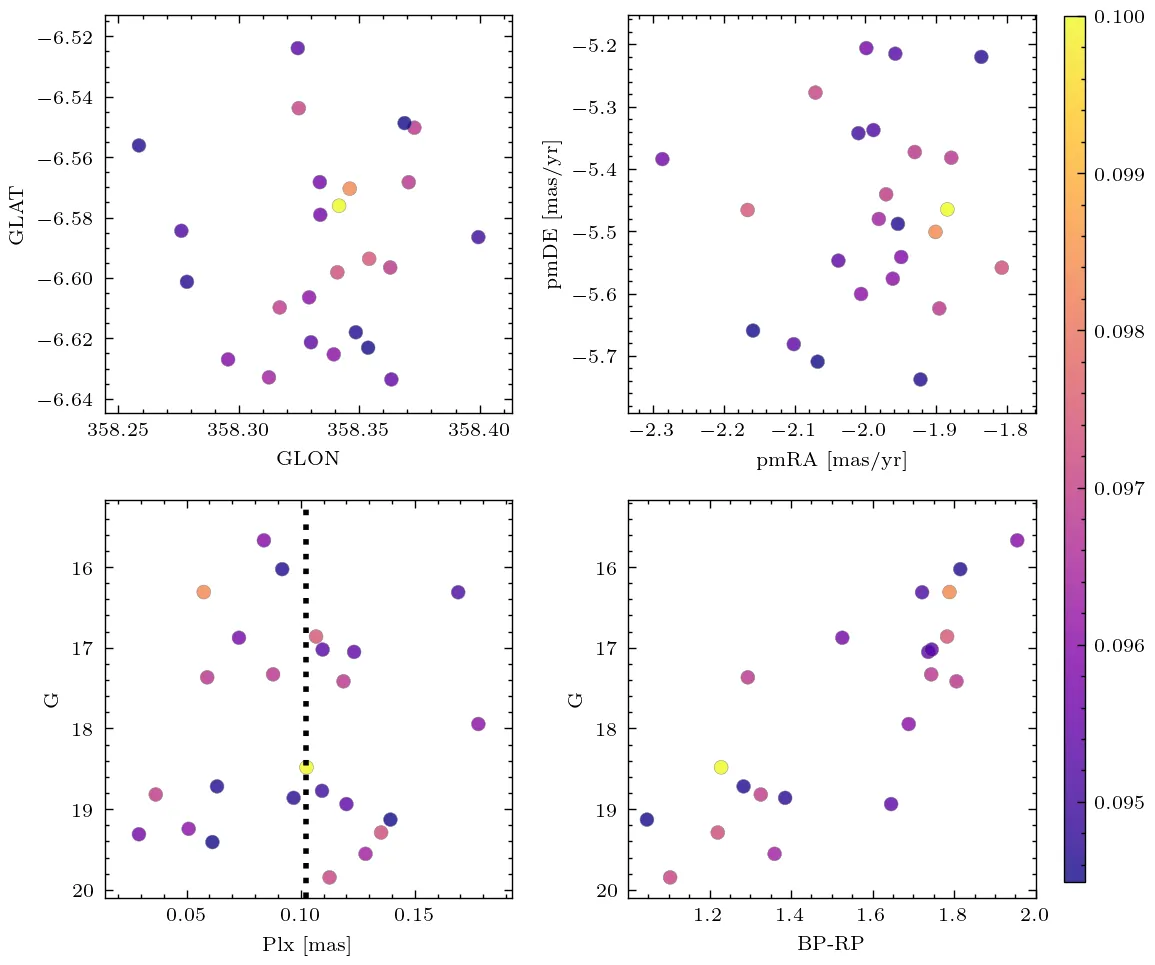 −6.52
−6.54
−6.56
−6.58
−6.60
−6.62
−6.64
GLAT
358.25 358.30 358.35 358.40
GLON
−5.2
−5.3
−5.4
−5.5
−5.6
−5.7
pmDE [mas/yr]
−2.3 −2.2 −2.1 −2.0 −1.9 −1.8
pmRA [mas/yr]
16
17
18
19
20
G
0.05 0.10 0.15
Plx [mas]
16
17
18
19
20
G
1.2 1.4 1.6 1.8 2.0
BP-RP
0.100
0.099
0.098
0.097
0.096
0.095